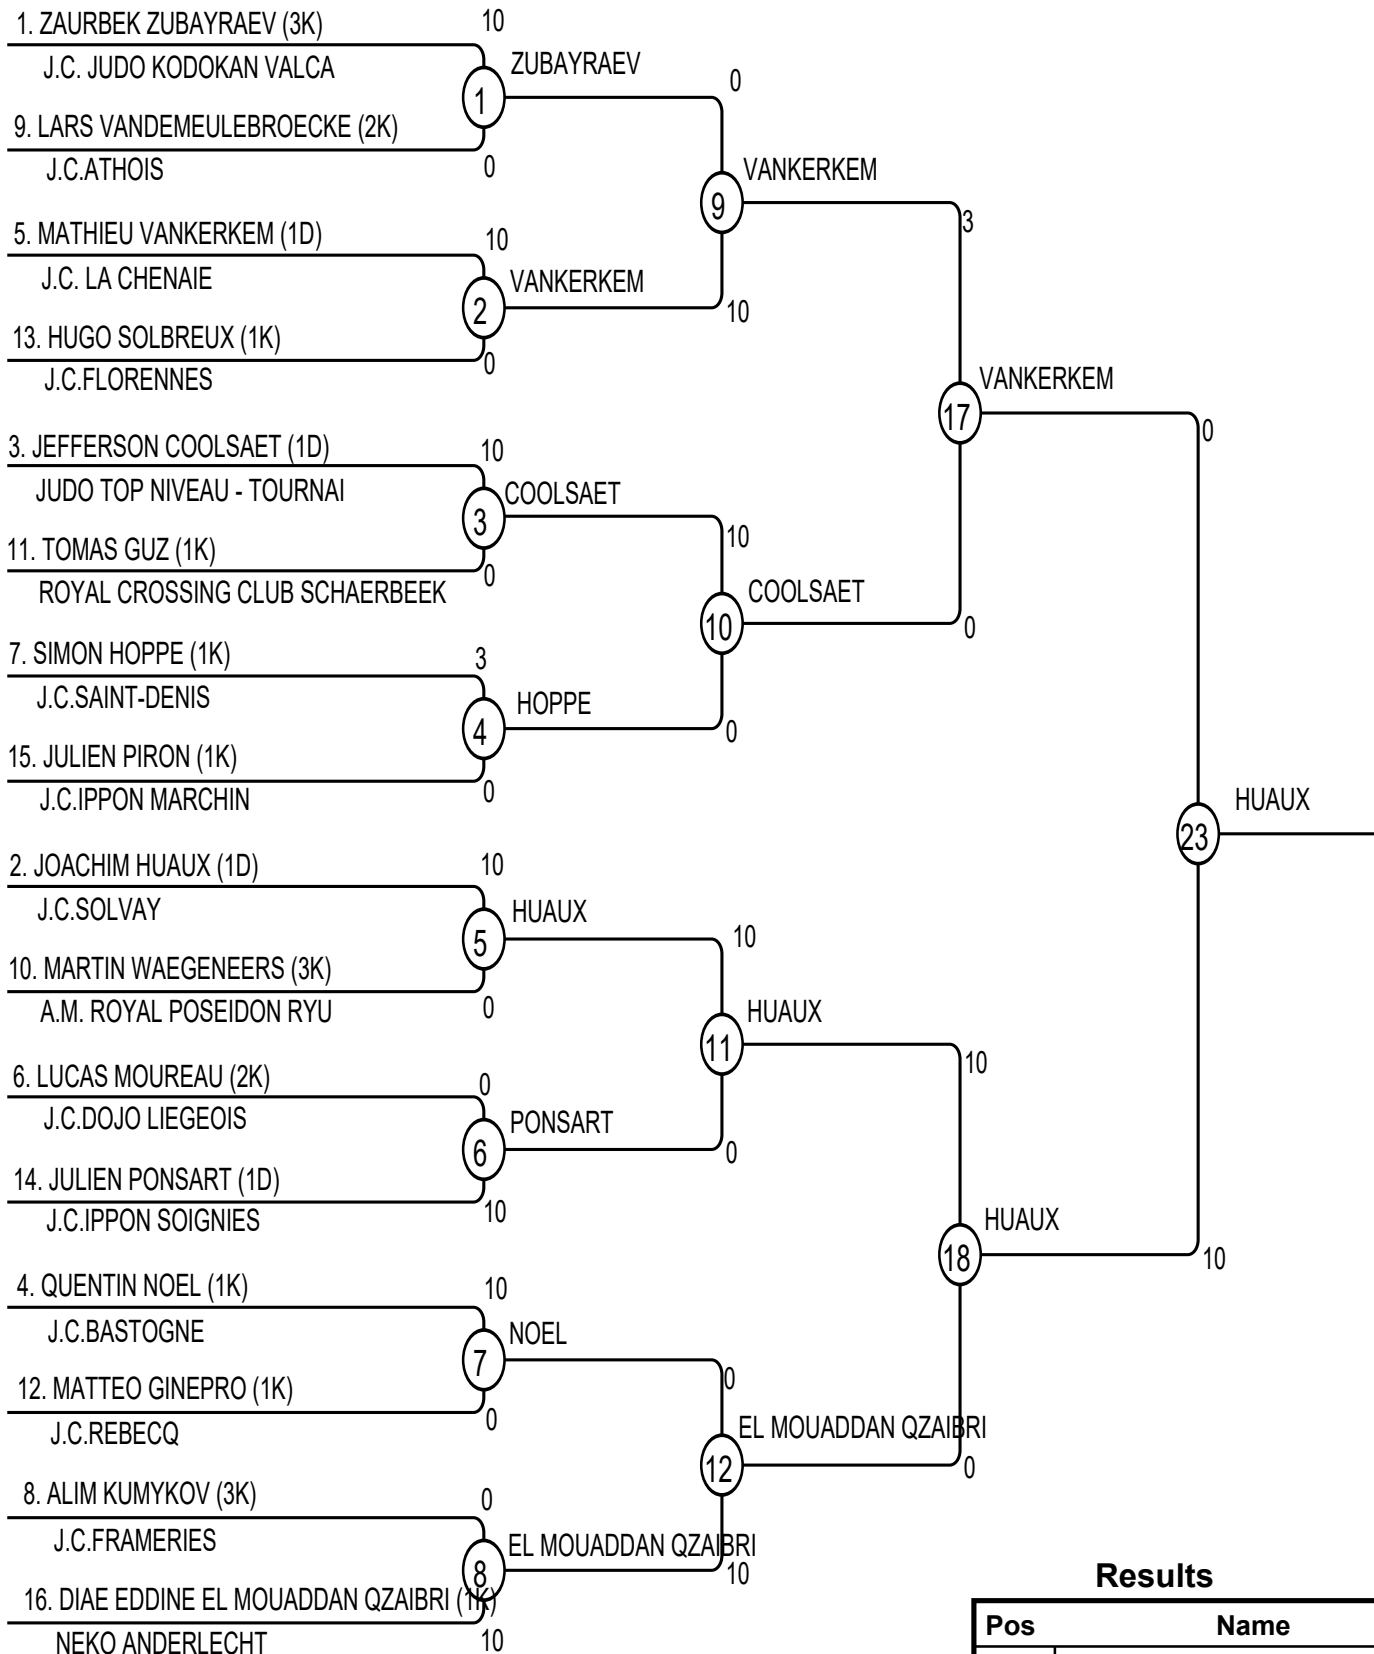 1. ZAURBEK ZUBAYRAEV (3K)
10
J.C. JUDO KODOKAN VALCA
1
ZUBAYRAEV
0
9. LARS VANDEMEULEBROECKE (2K)
J.C.ATHOIS
0
9
VANKERKEM
3
5. MATHIEU VANKERKEM (1D)
10
J.C. LA CHENAIE
2
VANKERKEM
10
13. HUGO SOLBREUX (1K)
0
J.C.FLORENNES
17
VANKERKEM
0
3. JEFFERSON COOLSAET (1D)
10
JUDO TOP NIVEAU - TOURNAI
3
COOLSAET
10
11. TOMAS GUZ (1K)
0
ROYAL CROSSING CLUB SCHAERBEEK
10
COOLSAET
0
7. SIMON HOPPE (1K)
3
J.C.SAINT-DENIS
4
HOPPE
0
15. JULIEN PIRON (1K)
0
J.C.IPPON MARCHIN
23
HUAUX
2. JOACHIM HUAUX (1D)
10
J.C.SOLVAY
5
HUAUX
10
10. MARTIN WAEGENEERS (3K)
0
A.M. ROYAL POSEIDON RYU
11
HUAUX
10
6. LUCAS MOUREAU (2K)
0
J.C.DOJO LIEGEOIS
6
PONSART
0
14. JULIEN PONSART (1D)
10
J.C.IPPON SOIGNIES
18
HUAUX
10
4. QUENTIN NOEL (1K)
10
J.C.BASTOGNE
7
NOEL
0
12. MATTEO GINEPRO (1K)
0
J.C.REBECQ
12
EL MOUADDAN QZAIBRI
0
8. ALIM KUMYKOV (3K)
0
J.C.FRAMERIES
8
EL MOUADDAN QZAIBRI
10
16. DIAE EDDINE EL MOUADDAN QZAIBRI (1K)
10
NEKO ANDERLECHT
Results
Pos Name